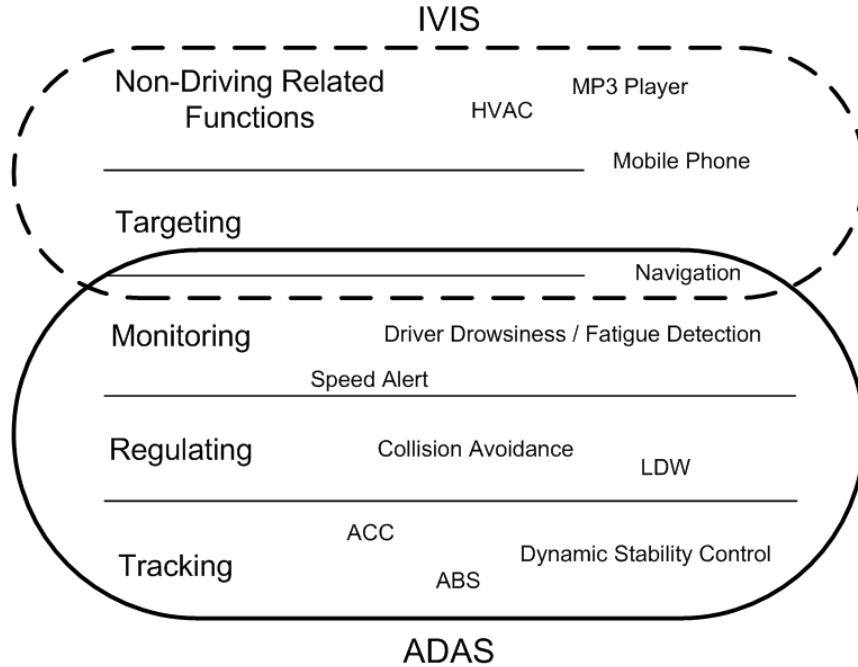 IVIS
Non-Driving Related
Functions
MP3 Player
HVAC
Mobile Phone
Targeting
Navigation
Monitoring
Driver Drowsiness / Fatigue Detection
Speed Alert
Regulating
Collision Avoidance
LDW
ACC
Tracking
Dynamic Stability Control
ABS
ADAS